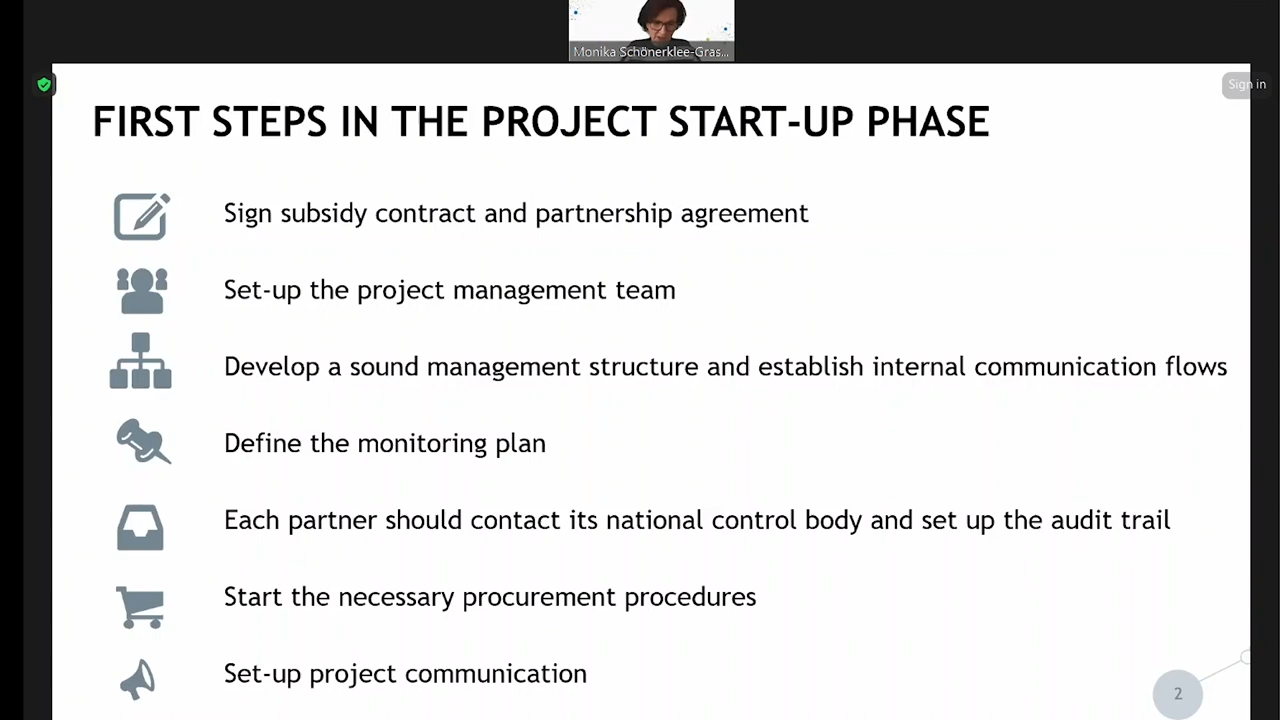 Monika Schönerklee-Gras...
Sign in
FIRST STEPS IN THE PROJECT START-UP PHASE
Sign subsidy contract and partnership agreement
Set-up the project management team
Develop a sound management structure and establish internal communication flows
Define the monitoring plan
Each partner should contact its national control body and set up the audit trail
Start the necessary procurement procedures
Set-up project communication
2